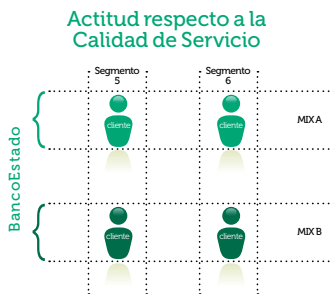 Actitud respecto a la
Calidad de Servicio
Segmento
5
Segmento
6
BancoEstado
cliente
cliente
MIX A
cliente
cliente
MIX B